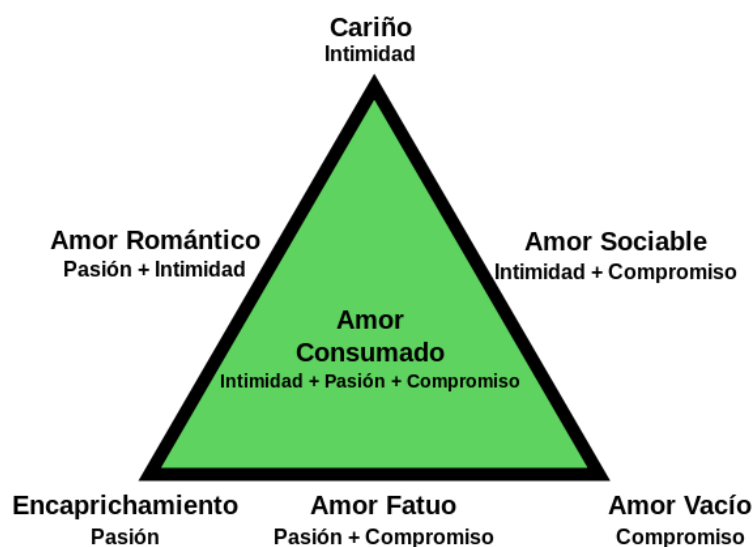 Cariño
Intimidad
Amor Romántico
Pasión + Intimidad
Amor Sociable
Intimidad + Compromiso
Amor
Consumado
Intimidad + Pasión + Compromiso
Encaprichamiento
Pasión
Amor Fatuo
Pasión + Compromiso
Amor Vacío
Compromiso